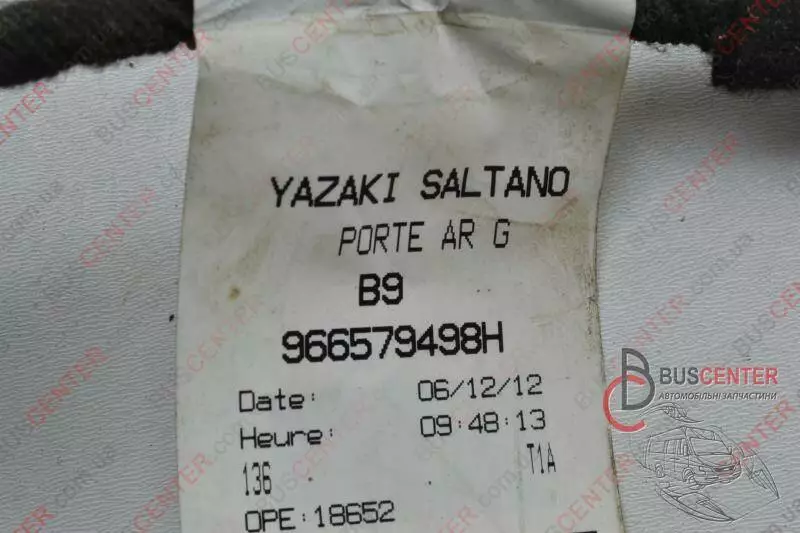 YAZAKI SALTANO
PORTE AR G
B9
966579498H
Date: 06/12/12
Heure: 09:48:13
136 T1A
OPE:18652
BUSCENTER
АВТОМОБІЛЬНІ ЗАПЧАСТИНИ